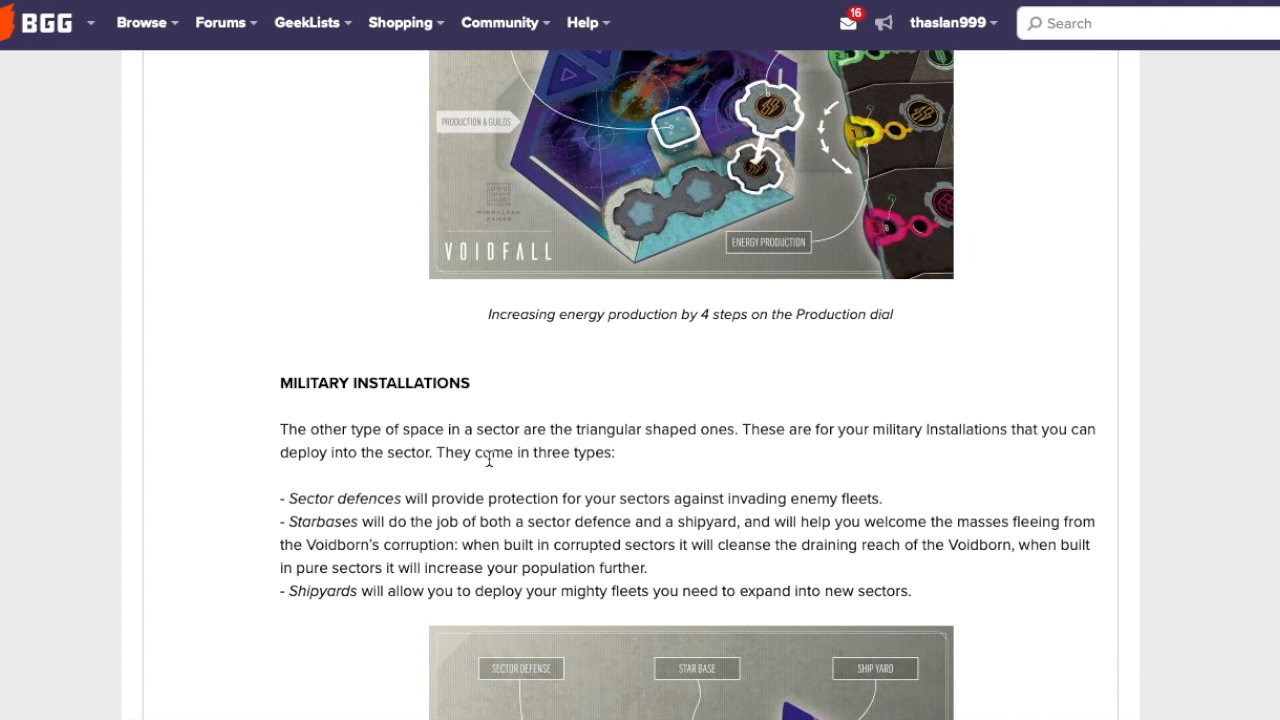 BGG Browse Forums GeekLists Shopping Community Help 16 thaslan999 Search
PRODUCTION & GUILDS
MINDCLASH
GAMES
VOIDFALL
ENERGY PRODUCTION
Increasing energy production by 4 steps on the Production dial
MILITARY INSTALLATIONS
The other type of space in a sector are the triangular shaped ones. These are for your military Installations that you can
deploy into the sector. They come in three types:
- Sector defences will provide protection for your sectors against invading enemy fleets.
- Starbases will do the job of both a sector defence and a shipyard, and will help you welcome the masses fleeing from
the Voidborn's corruption: when built in corrupted sectors it will cleanse the draining reach of the Voidborn, when built
in pure sectors it will increase your population further.
- Shipyards will allow you to deploy your mighty fleets you need to expand into new sectors.
SECTOR DEFENSE STAR BASE SHIP YARD